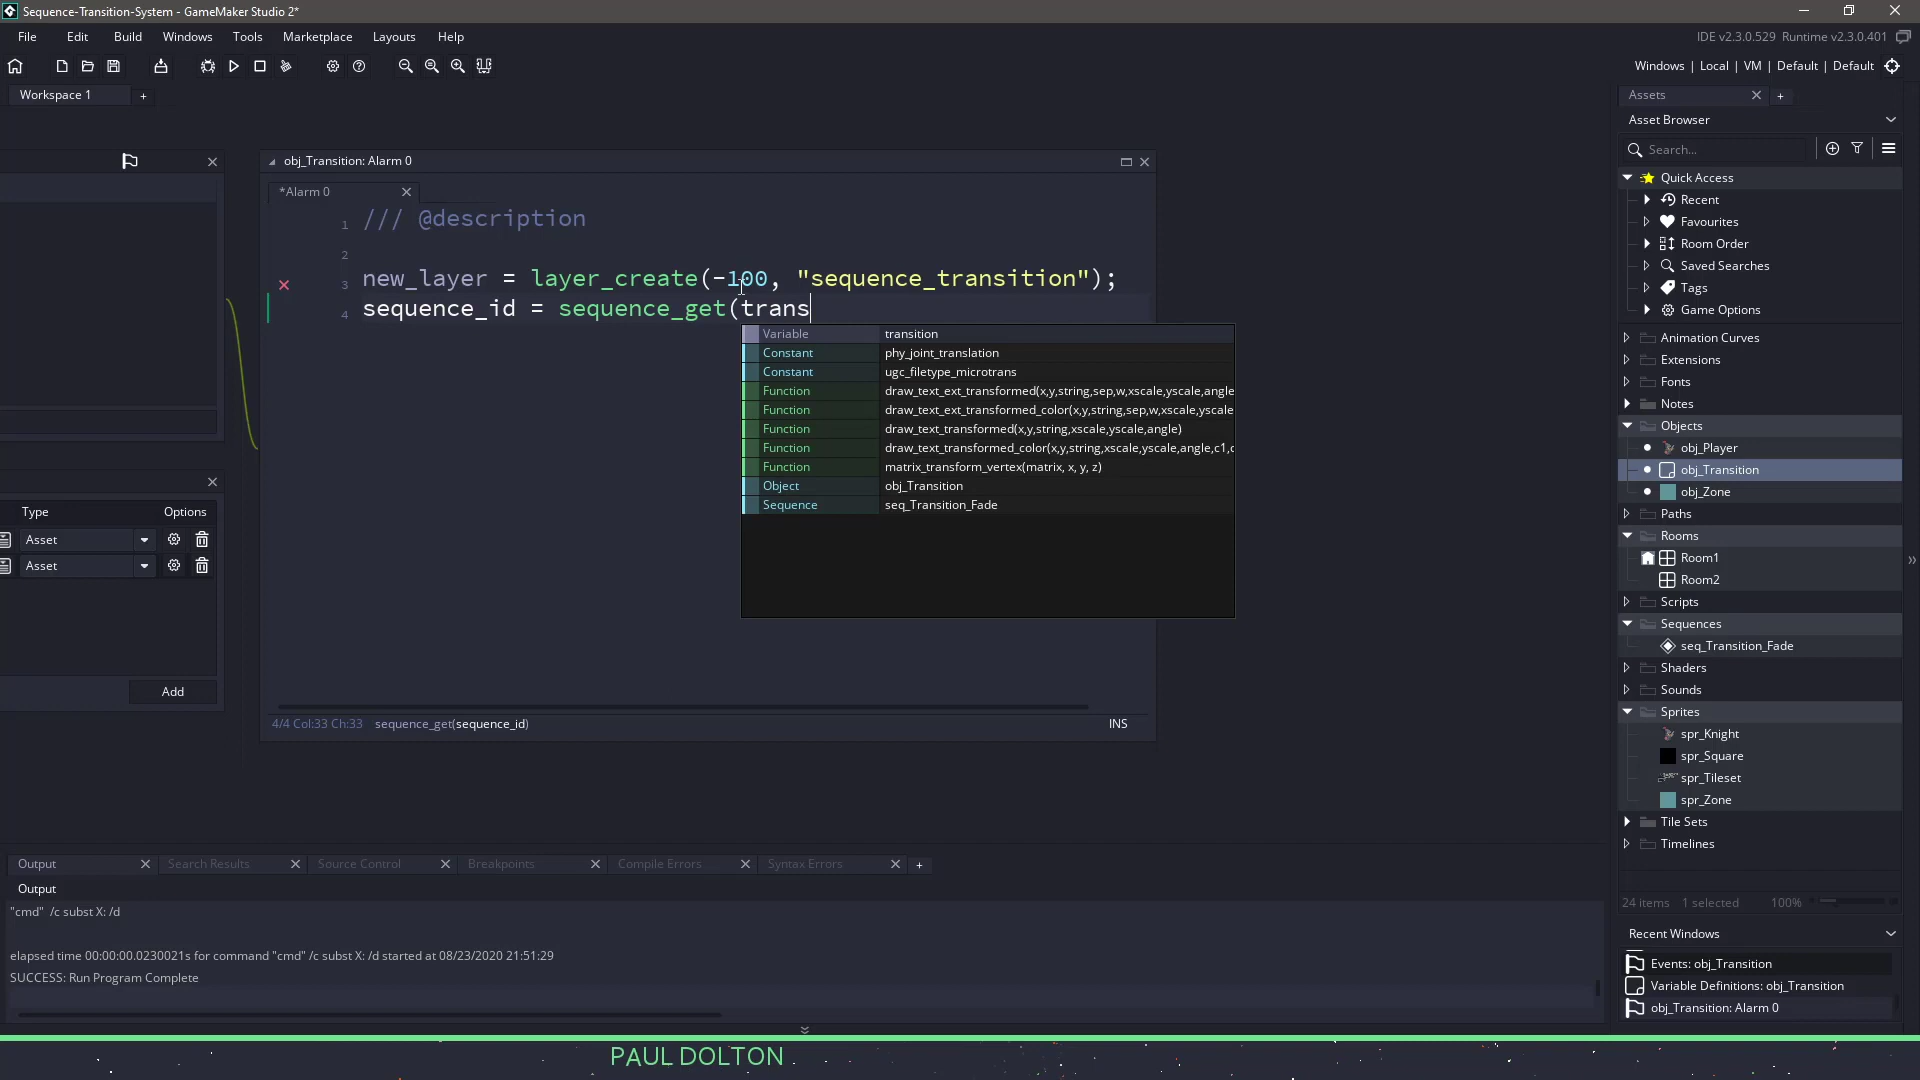 Sequence-Transition-System - GameMaker Studio 2*
File Edit Build Windows Tools Marketplace Layouts Help
IDE v2.3.0.529 Runtime v2.3.0.401
Windows | Local | VM | Default | Default
Workspace 1 +
Assets
Asset Browser
Search...
Quick Access
Recent
Favourites
Room Order
Saved Searches
Tags
Game Options
Animation Curves
Extensions
Fonts
Notes
Objects
obj_Player
obj_Transition
obj_Zone
Paths
Rooms
Room1
Room2
Scripts
Sequences
seq_Transition_Fade
Shaders
Sounds
Sprites
spr_Knight
spr_Square
spr_Tileset
spr_Zone
Tile Sets
Timelines
24 items 1 selected 100%
Recent Windows
Events: obj_Transition
Variable Definitions: obj_Transition
obj_Transition: Alarm 0
obj_Transition: Alarm 0
*Alarm 0
1 /// @description
2
3 new_layer = layer_create(-100, "sequence_transition");
4 sequence_id = sequence_get(trans
Variable transition
Constant phy_joint_translation
Constant ugc_filetype_microtrans
Function draw_text_ext_transformed(x,y,string,sep,w,xscale,yscale,angle
Function draw_text_ext_transformed_color(x,y,string,sep,w,xscale,yscale
Function draw_text_transformed(x,y,string,xscale,yscale,angle)
Function draw_text_transformed_color(x,y,string,xscale,yscale,angle,c1,c
Function matrix_transform_vertex(matrix, x, y, z)
Object obj_Transition
Sequence seq_Transition_Fade
4/4 Col:33 Ch:33 sequence_get(sequence_id) INS
Type Options
Asset
Asset
Add
Output Search Results Source Control Breakpoints Compile Errors Syntax Errors +
Output
"cmd" /c subst X: /d
elapsed time 00:00:00.0230021s for command "cmd" /c subst X: /d started at 08/23/2020 21:51:29
SUCCESS: Run Program Complete
PAUL DOLTON